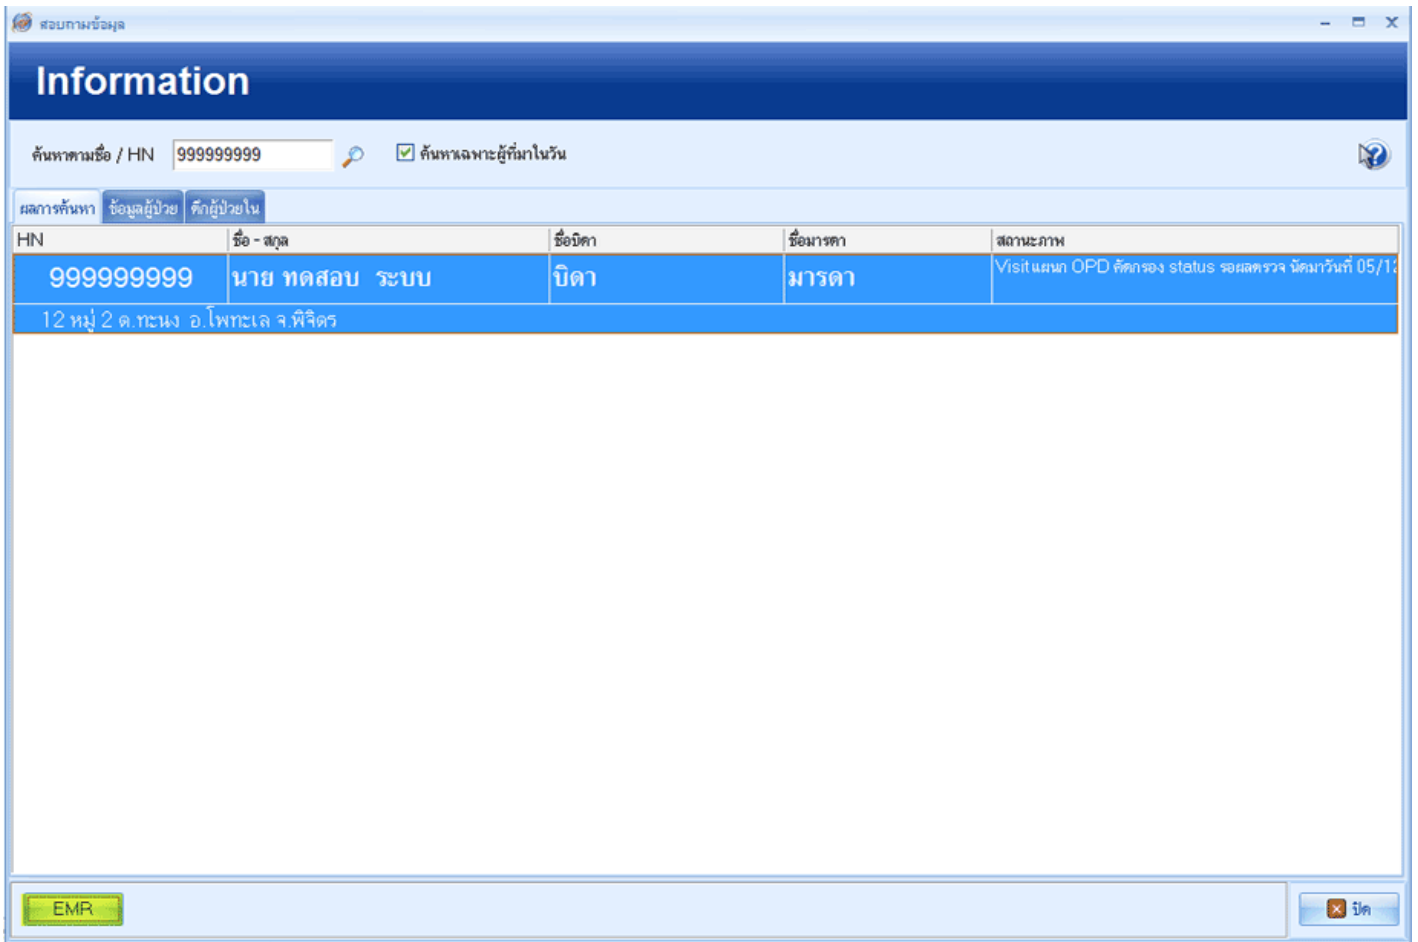 สอบถามข้อมูล
Information
ค้นหาตามชื่อ / HN 999999999 ค้นหาเฉพาะผู้ที่มาในวัน
ผลการค้นหา ข้อมูลผู้ป่วย ตึกผู้ป่วยใน
HN ชื่อ - สกุล ชื่อบิดา ชื่อมารดา สถานะภาพ
999999999 นาย ทดสอบ ระบบ บิดา มารดา Visit แผนก OPD คัดกรอง status รอผลตรวจ นัดมาวันที่ 05/12
12 หมู่ 2 ต.ทะนง อ.โพทะเล จ.พิจิตร
EMR ปิด